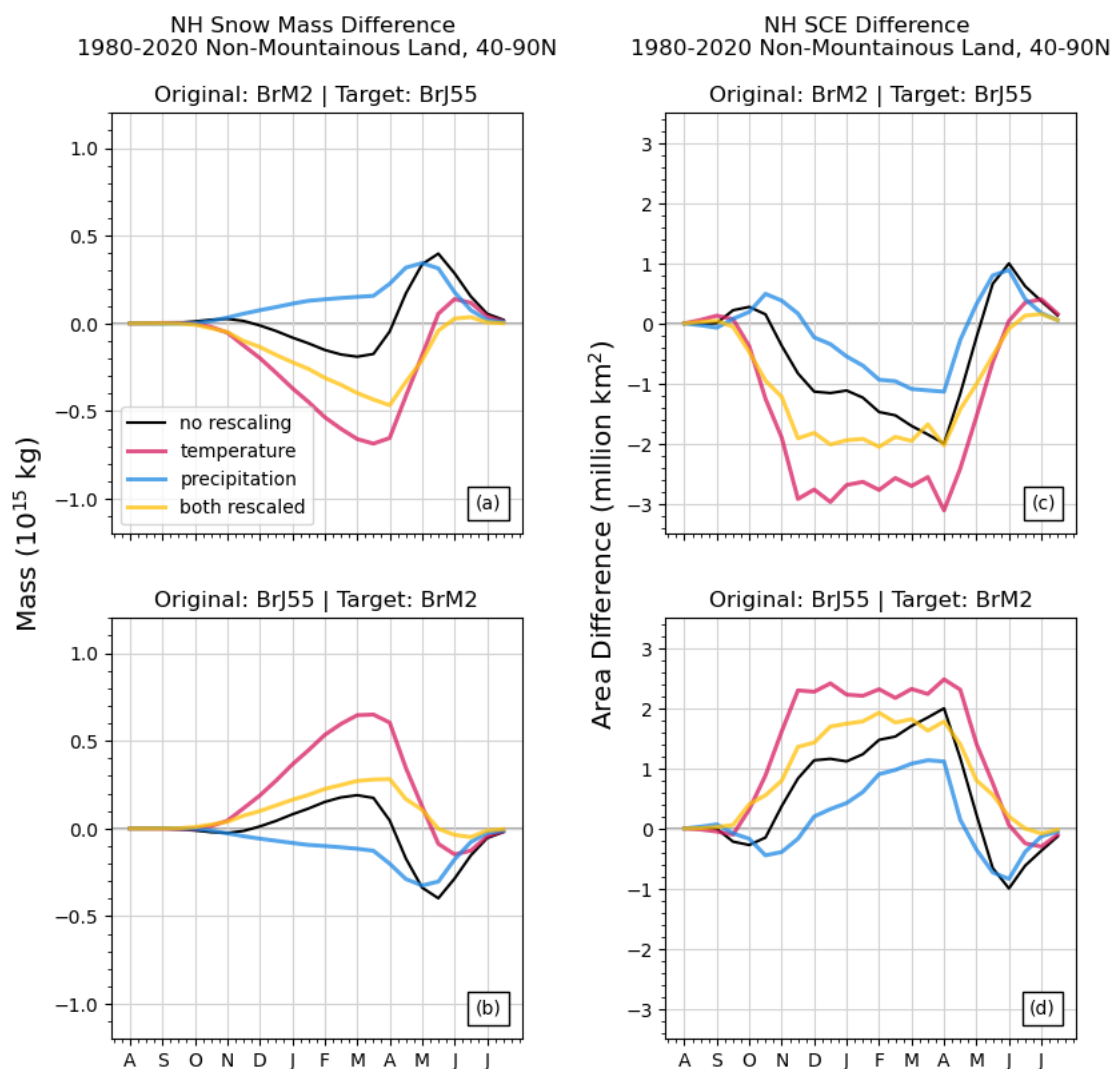 NH Snow Mass Difference
1980-2020 Non-Mountainous Land, 40-90N
NH SCE Difference
1980-2020 Non-Mountainous Land, 40-90N
Original: BrM2 | Target: BrJ55
1.0
0.5
0.0
−0.5
−1.0
no rescaling
temperature
precipitation
both rescaled
(a)
Original: BrM2 | Target: BrJ55
3
2
1
0
−1
−2
−3
(c)
Mass (10¹⁵ kg)
Area Difference (million km²)
Original: BrJ55 | Target: BrM2
1.0
0.5
0.0
−0.5
−1.0
(b)
A S O N D J F M A M J J
Original: BrJ55 | Target: BrM2
3
2
1
0
−1
−2
−3
(d)
A S O N D J F M A M J J